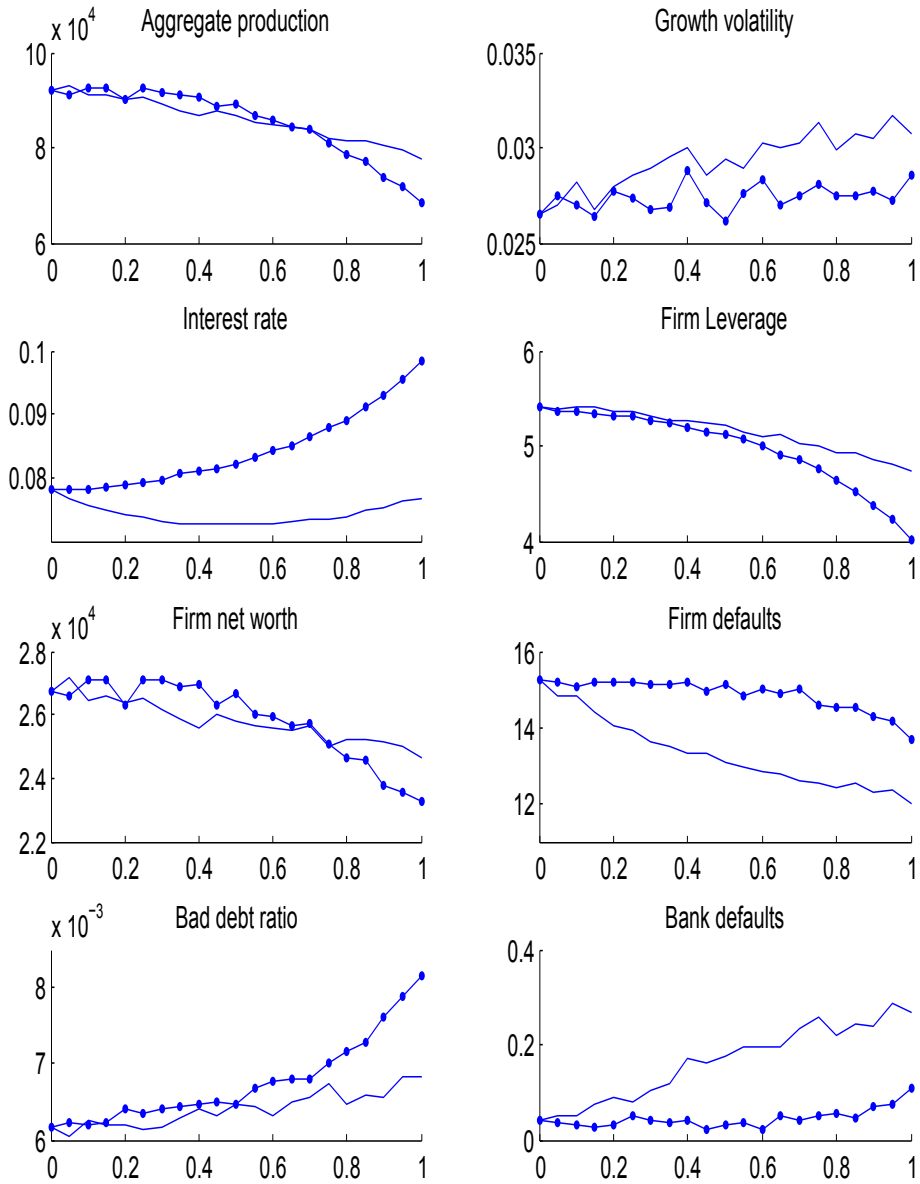 Aggregate production
x 10^4
10
8
6
0 0.2 0.4 0.6 0.8 1
Growth volatility
0.035
0.03
0.025
0 0.2 0.4 0.6 0.8 1
Interest rate
0.1
0.09
0.08
0 0.2 0.4 0.6 0.8 1
Firm Leverage
6
5
4
0 0.2 0.4 0.6 0.8 1
Firm net worth
x 10^4
2.8
2.6
2.4
2.2
0 0.2 0.4 0.6 0.8 1
Firm defaults
16
14
12
0 0.2 0.4 0.6 0.8 1
Bad debt ratio
x 10^−3
8
7
6
0 0.2 0.4 0.6 0.8 1
Bank defaults
0.4
0.2
0
0 0.2 0.4 0.6 0.8 1